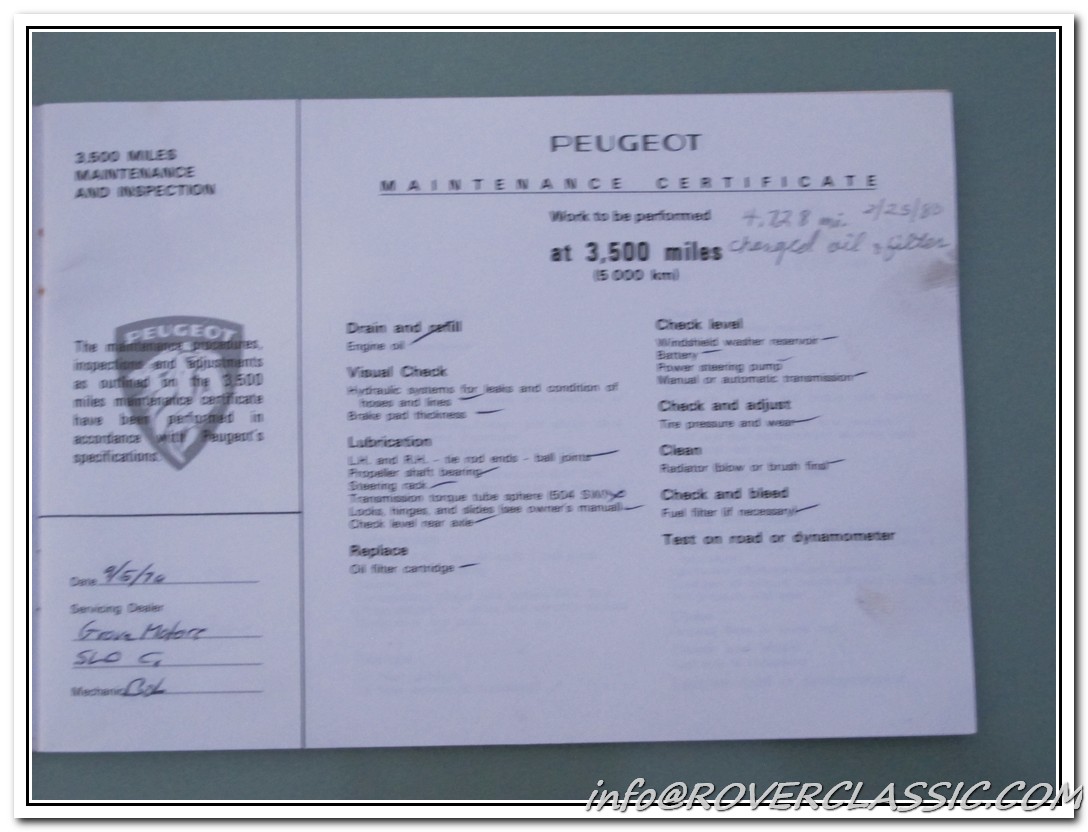 3,500 MILES
MAINTENANCE
AND INSPECTION
PEUGEOT
The maintenance procedures,
inspections and adjustments
as outlined on the 3,500
miles maintenance certificate
have been performed in
accordance with Peugeot's
specifications.
Date
Servicing Dealer
Grove Motors
SLO
Mechanic
PEUGEOT
MAINTENANCE CERTIFICATE
Work to be performed
at 3,500 miles
(5 000 km)
mi.
changed oil & filter
Drain and refill
Engine oil
Visual Check
Hydraulic systems for leaks and condition of
hoses and lines
Brake pad thickness
Lubrication
L.H. and R.H. - tie rod ends - ball joints
Propeller shaft bearing
Steering rack
Transmission torque tube sphere (504 S/W)
Locks, hinges, and slides (see owner's manual)
Check level rear axle
Replace
Oil filter cartridge
Check level
Windshield washer reservoir
Battery
Power steering pump
Manual or automatic transmission
Check and adjust
Tire pressure and wear
Clean
Radiator (blow or brush fins)
Check and bleed
Fuel filter (if necessary)
Test on road or dynamometer
info@ROVERCLASSIC.COM